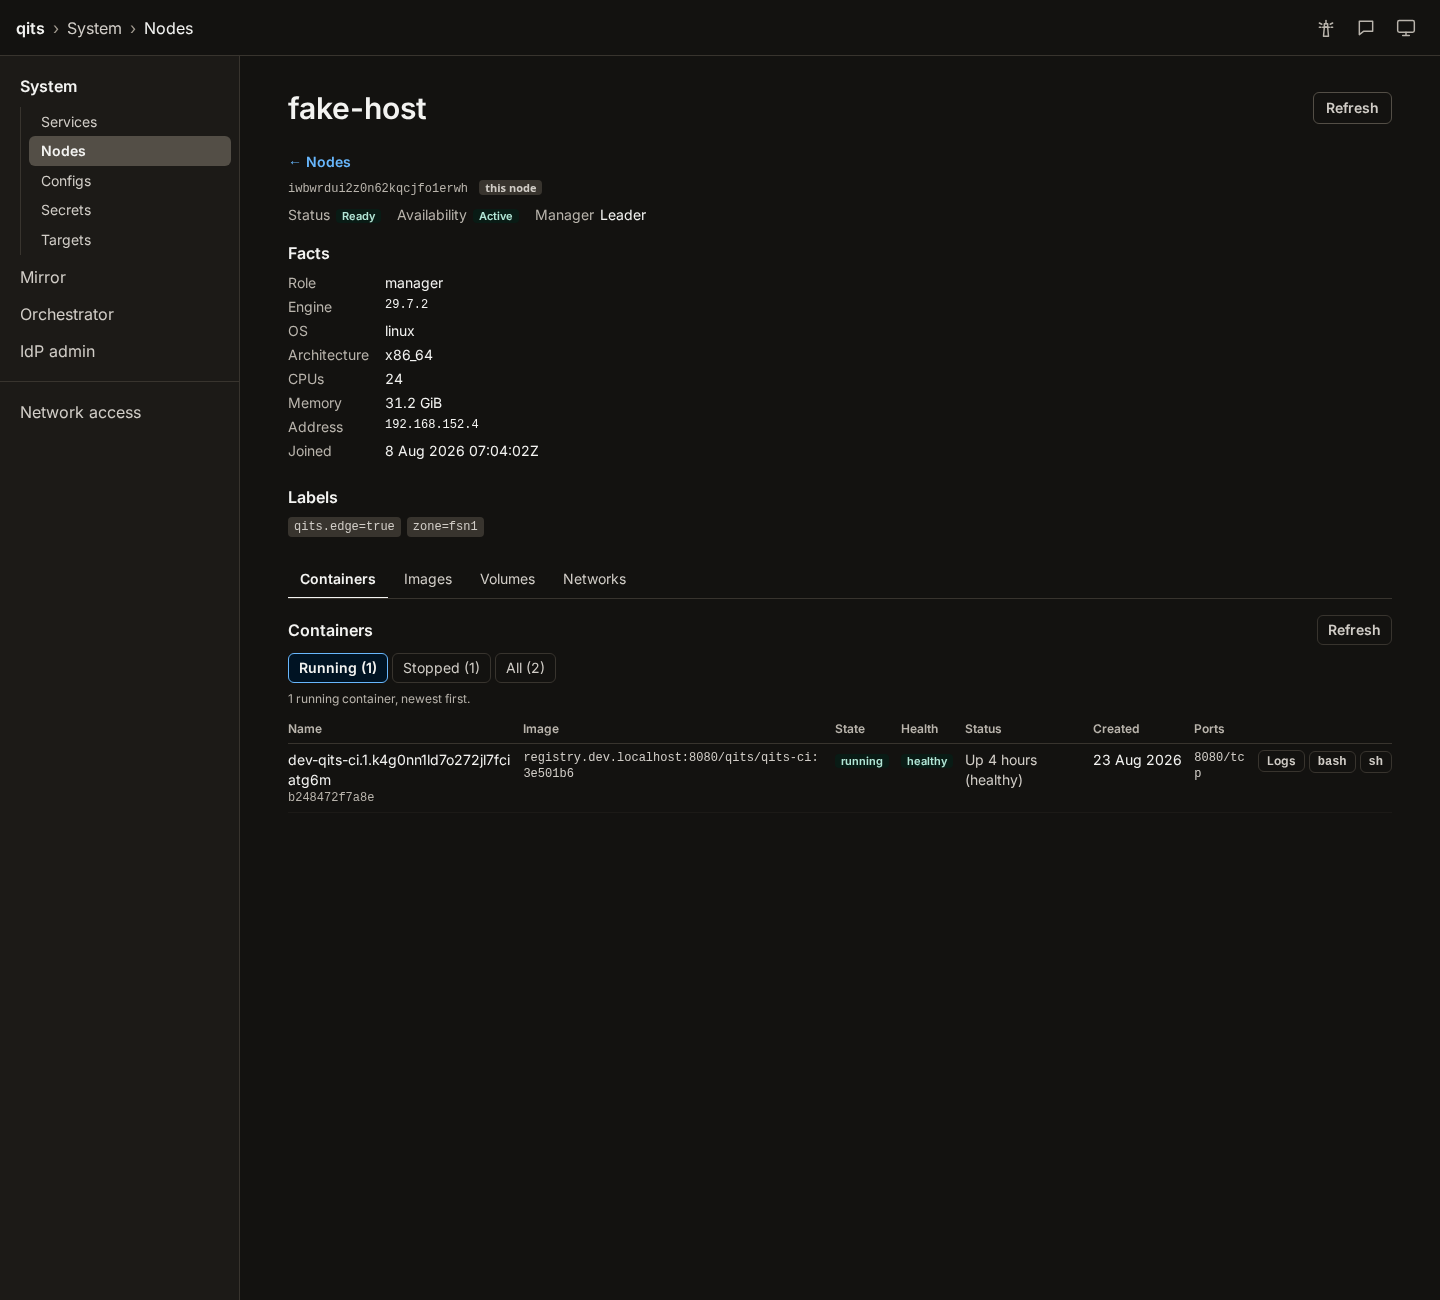 qits › System › Nodes
System
Services
Nodes
Configs
Secrets
Targets
Mirror
Orchestrator
IdP admin
Network access
fake-host
Refresh
← Nodes
iwbwrdui2z0n62kqcjfo1erwh this node
Status Ready Availability Active Manager Leader
Facts
Role manager
Engine 29.7.2
OS linux
Architecture x86_64
CPUs 24
Memory 31.2 GiB
Address 192.168.152.4
Joined 8 Aug 2026 07:04:02Z
Labels
qits.edge=true zone=fsn1
Containers Images Volumes Networks
Containers
Refresh
Running (1) Stopped (1) All (2)
1 running container, newest first.
Name Image State Health Status Created Ports
dev-qits-ci.1.k4g0nn1ld7o272jl7fci
atg6m
b248472f7a8e
registry.dev.localhost:8080/qits/qits-ci:
3e501b6
running
healthy
Up 4 hours
(healthy)
23 Aug 2026
8080/tc
p
Logs bash sh